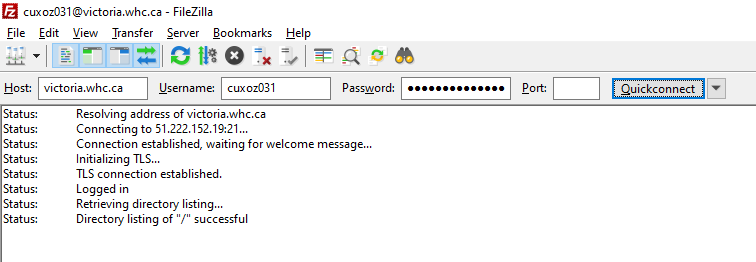 cuxoz031@victoria.whc.ca - FileZilla
File Edit View Transfer Server Bookmarks Help
Host: victoria.whc.ca Username: cuxoz031 Password: ●●●●●●●●●●●●●● Port: Quickconnect
Status: Resolving address of victoria.whc.ca
Status: Connecting to 51.222.152.19:21...
Status: Connection established, waiting for welcome message...
Status: Initializing TLS...
Status: TLS connection established.
Status: Logged in
Status: Retrieving directory listing...
Status: Directory listing of "/" successful